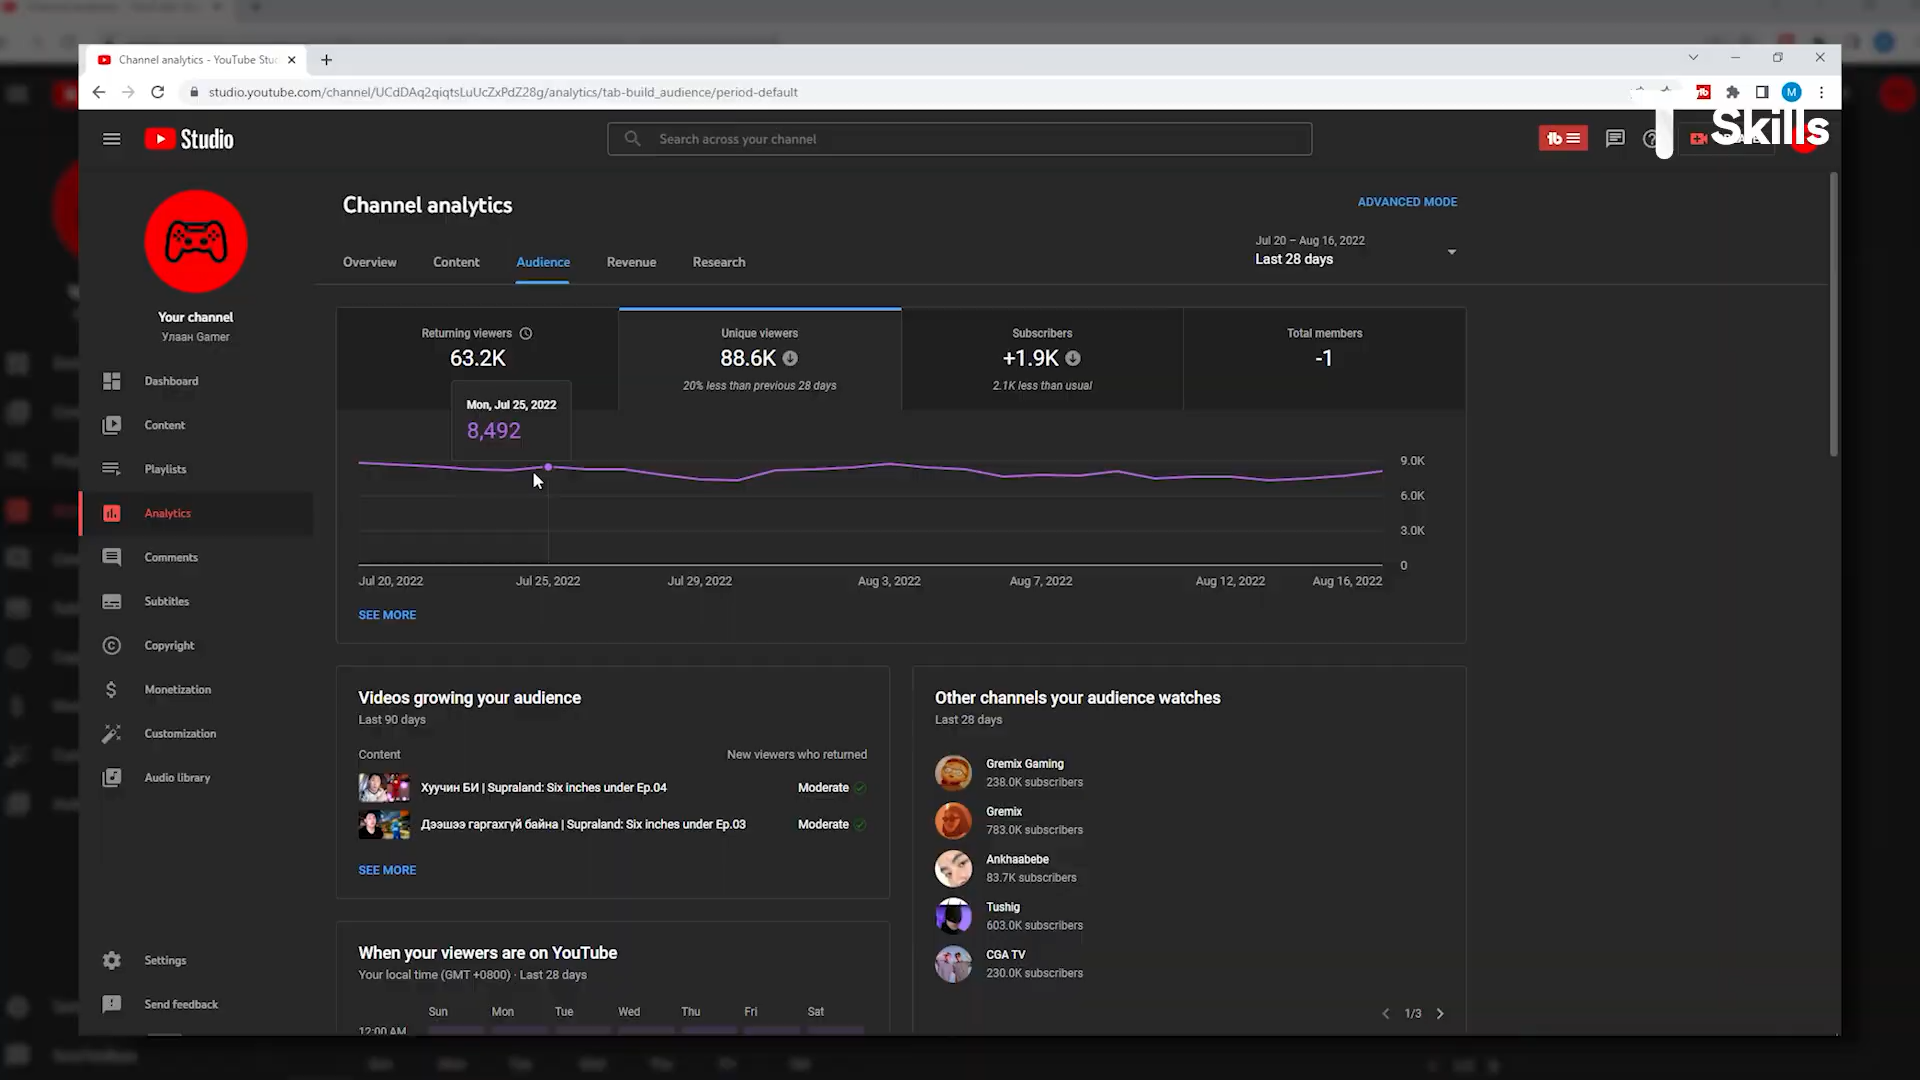 Channel analytics - YouTube Stu
studio.youtube.com/channel/UCdDAq2qiqtsLuUcZxPdZ28g/analytics/tab-build_audience/period-default
M
Skills
Studio
Search across your channel
Channel analytics
ADVANCED MODE
Overview
Content
Audience
Revenue
Research
Jul 20 – Aug 16, 2022
Last 28 days
Your channel
Улаан Gamer
Dashboard
Content
Playlists
Analytics
Comments
Subtitles
Copyright
Monetization
Customization
Audio library
Settings
Send feedback
Returning viewers
63.2K
Unique viewers
88.6K
20% less than previous 28 days
Subscribers
+1.9K
2.1K less than usual
Total members
-1
Mon, Jul 25, 2022
8,492
9.0K
6.0K
3.0K
0
Jul 20, 2022
Jul 25, 2022
Jul 29, 2022
Aug 3, 2022
Aug 7, 2022
Aug 12, 2022
Aug 16, 2022
SEE MORE
Videos growing your audience
Last 90 days
Content
New viewers who returned
Хуучин БИ | Supraland: Six inches under Ep.04
Moderate
Дээшээ гаргахгүй байна | Supraland: Six inches under Ep.03
Moderate
SEE MORE
When your viewers are on YouTube
Your local time (GMT +0800) · Last 28 days
Sun
Mon
Tue
Wed
Thu
Fri
Sat
12:00 AM
Other channels your audience watches
Last 28 days
Gremix Gaming
238.0K subscribers
Gremix
783.0K subscribers
Ankhaabebe
83.7K subscribers
Tushig
603.0K subscribers
CGA TV
230.0K subscribers
1/3